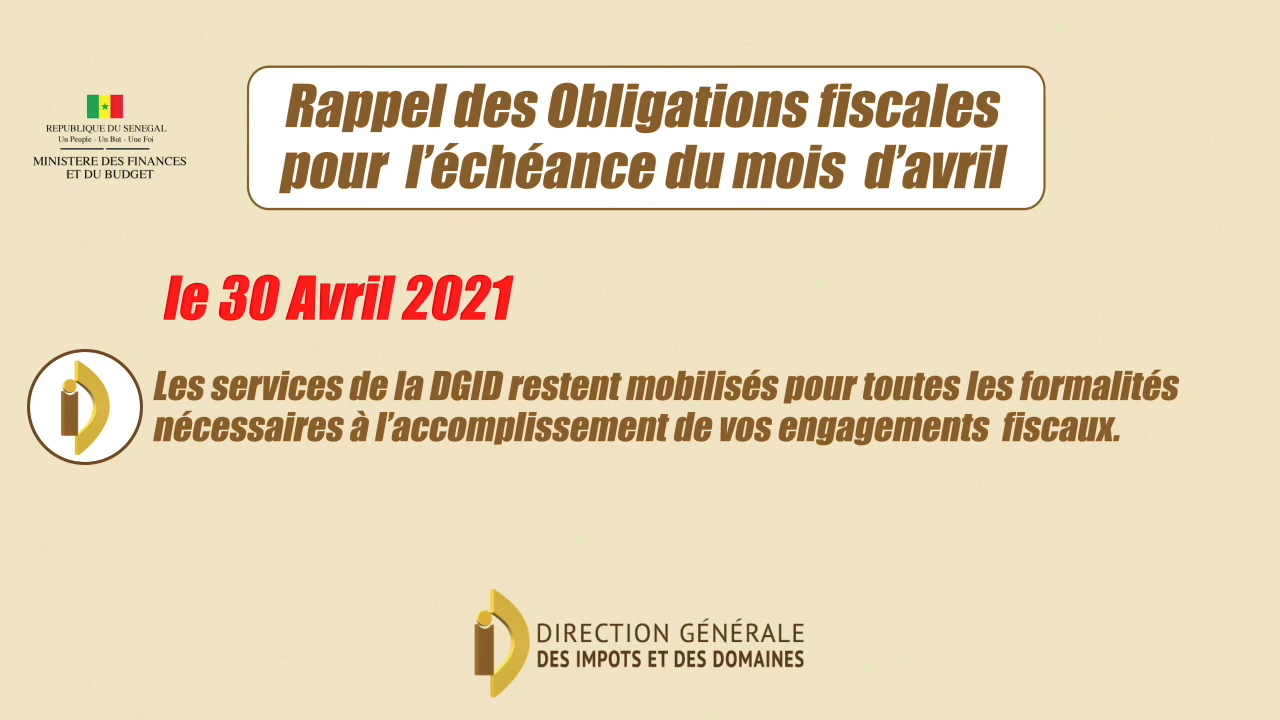 Rappel des Obligations fiscales
pour l’échéance du mois d’avril
REPUBLIQUE DU SENEGAL
Un Peuple - Un But - Une Foi
MINISTERE DES FINANCES
ET DU BUDGET
le 30 Avril 2021
Les services de la DGID restent mobilisés pour toutes les formalités
nécessaires à l’accomplissement de vos engagements fiscaux.
DIRECTION GÉNÉRALE
DES IMPOTS ET DES DOMAINES